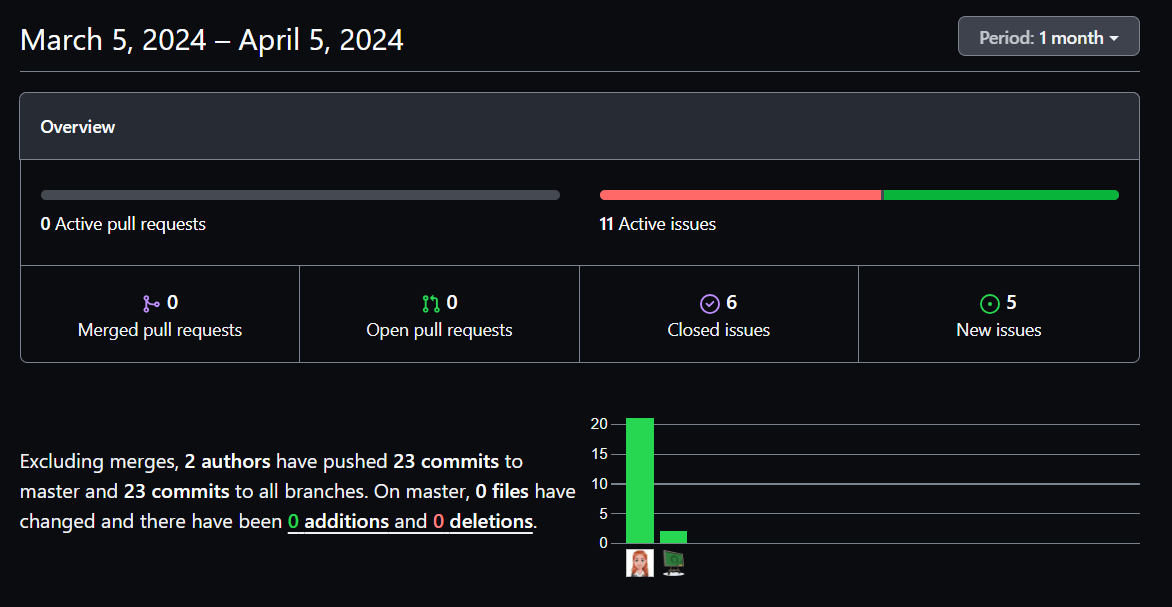 March 5, 2024 – April 5, 2024
Period: 1 month
Overview
0 Active pull requests
11 Active issues
0
Merged pull requests
0
Open pull requests
6
Closed issues
5
New issues
Excluding merges, 2 authors have pushed 23 commits to
master and 23 commits to all branches. On master, 0 files have
changed and there have been 0 additions and 0 deletions.
20
15
10
5
0